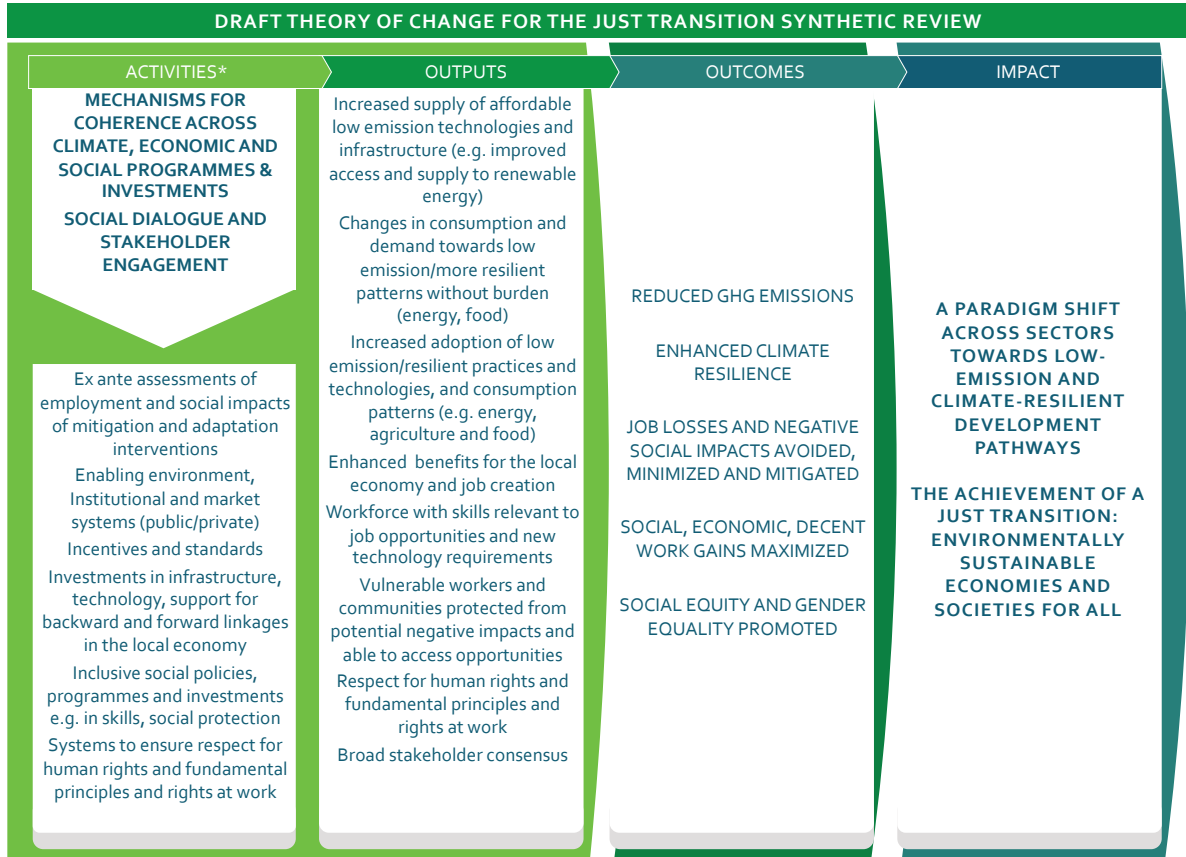 DRAFT THEORY OF CHANGE FOR THE JUST TRANSITION SYNTHETIC REVIEW
ACTIVITIES*
MECHANISMS FOR
COHERENCE ACROSS
CLIMATE, ECONOMIC AND
SOCIAL PROGRAMMES &
INVESTMENTS
SOCIAL DIALOGUE AND
STAKEHOLDER
ENGAGEMENT
Ex ante assessments of
employment and social impacts
of mitigation and adaptation
interventions
Enabling environment,
Institutional and market
systems (public/private)
Incentives and standards
Investments in infrastructure,
technology, support for
backward and forward linkages
in the local economy
Inclusive social policies,
programmes and investments
e.g. in skills, social protection
Systems to ensure respect for
human rights and fundamental
principles and rights at work
OUTPUTS
Increased supply of affordable
low emission technologies and
infrastructure (e.g. improved
access and supply to renewable
energy)
Changes in consumption and
demand towards low
emission/more resilient
patterns without burden
(energy, food)
Increased adoption of low
emission/resilient practices and
technologies, and consumption
patterns (e.g. energy,
agriculture and food)
Enhanced benefits for the local
economy and job creation
Workforce with skills relevant to
job opportunities and new
technology requirements
Vulnerable workers and
communities protected from
potential negative impacts and
able to access opportunities
Respect for human rights and
fundamental principles and
rights at work
Broad stakeholder consensus
OUTCOMES
REDUCED GHG EMISSIONS
ENHANCED CLIMATE
RESILIENCE
JOB LOSSES AND NEGATIVE
SOCIAL IMPACTS AVOIDED,
MINIMIZED AND MITIGATED
SOCIAL, ECONOMIC, DECENT
WORK GAINS MAXIMIZED
SOCIAL EQUITY AND GENDER
EQUALITY PROMOTED
IMPACT
A PARADIGM SHIFT
ACROSS SECTORS
TOWARDS LOW-
EMISSION AND
CLIMATE-RESILIENT
DEVELOPMENT
PATHWAYS
THE ACHIEVEMENT OF A
JUST TRANSITION:
ENVIRONMENTALLY
SUSTAINABLE
ECONOMIES AND
SOCIETIES FOR ALL